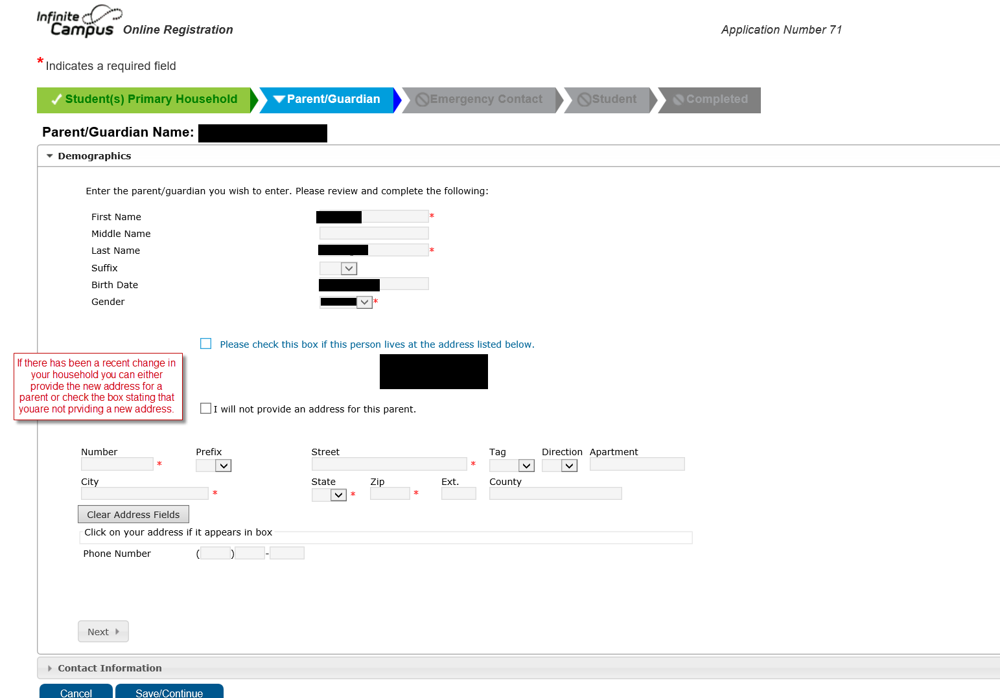 Infinite
Campus Online Registration
Application Number 71
* Indicates a required field
Student(s) Primary Household
Parent/Guardian
Emergency Contact
Student
Completed
Parent/Guardian Name:
Demographics
Enter the parent/guardian you wish to enter. Please review and complete the following:
First Name *
Middle Name
Last Name *
Suffix
Birth Date
Gender *
Please check this box if this person lives at the address listed below.
If there has been a recent change in
your household you can either
provide the new address for a
parent or check the box stating that
youare not prviding a new address.
I will not provide an address for this parent.
Number Prefix Street Tag Direction Apartment
* *
City State Zip Ext. County
* * *
Clear Address Fields
Click on your address if it appears in box
Phone Number ( ) -
Next
Contact Information
Cancel Save/Continue